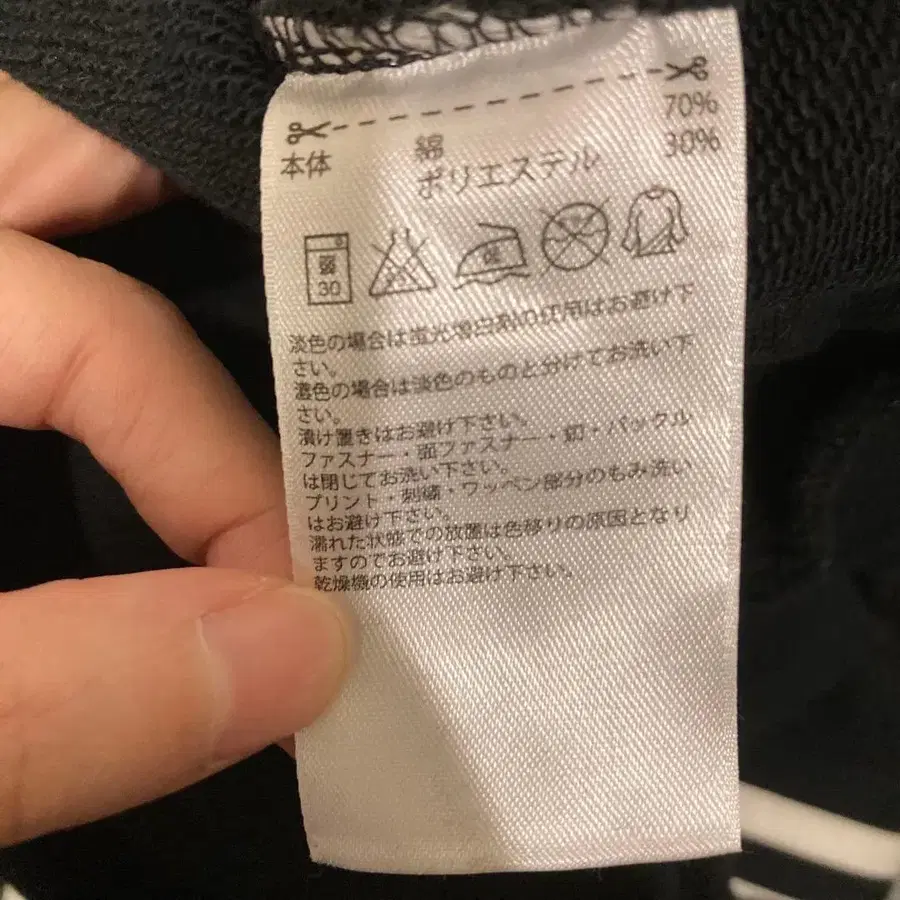 70%
本体 綿 30%
ポリエステル
弱
30
淡色の場合は蛍光増白剤の使用はお避け下
さい。
濃色の場合は淡色のものと分けてお洗い下
さい。
漬け置きはお避け下さい。
ファスナー・面ファスナー・釦・バックル
は閉じてお洗い下さい。
プリント・刺繍・ワッペン部分のもみ洗い
はお避け下さい。
濡れた状態での放置は色移りの原因となり
ますのでお避け下さい。
乾燥機の使用はお避け下さい。